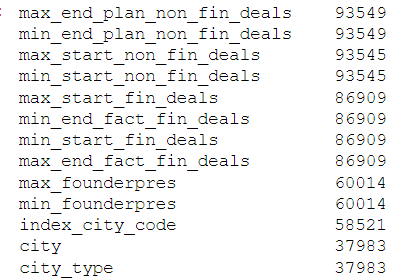 max_end_plan_non_fin_deals 93549
min_end_plan_non_fin_deals 93549
max_start_non_fin_deals 93545
min_start_non_fin_deals 93545
max_start_fin_deals 86909
min_end_fact_fin_deals 86909
min_start_fin_deals 86909
max_end_fact_fin_deals 86909
max_founderpres 60014
min_founderpres 60014
index_city_code 58521
city 37983
city_type 37983